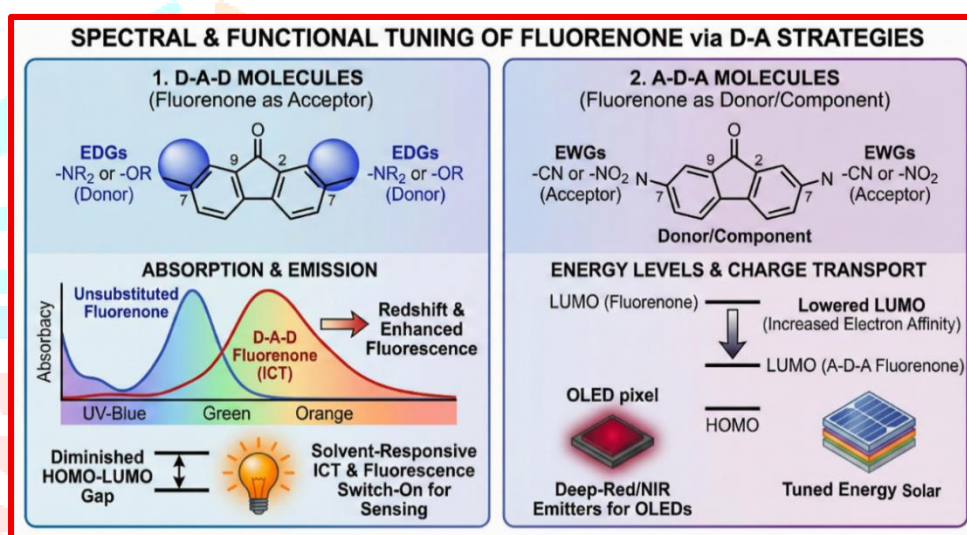 SPECTRAL & FUNCTIONAL TUNING OF FLUORENONE via D-A STRATEGIES
1. D-A-D MOLECULES
(Fluorenone as Acceptor)
O
EDGs
-NR₂ or -OR
(Donor)
9
2
7
7
EDGs
-NR₂ or -OR
(Donor)
ABSORPTION & EMISSION
Absorbacy
Unsubstituted
Fluorenone
D-A-D
Fluorenone
(ICT)
Redshift &
Enhanced
Fluorescence
UV-Blue
Green
Orange
Diminished
HOMO-LUMO
Gap
Solvent-Responsive
ICT & Fluorescence
Switch-On for
Sensing
2. A-D-A MOLECULES
(Fluorenone as Donor/Component)
O
EWGs
-CN or -NO₂
(Acceptor)
N
9
2
7
7
N
EWGs
-CN or -NO₂
(Acceptor)
Donor/Component
ENERGY LEVELS & CHARGE TRANSPORT
LUMO (Fluorenone)
Lowered LUMO
(Increased Electron Affinity)
LUMO (A-D-A Fluorenone)
HOMO
OLED pixel
Deep-Red/NIR
Emitters for OLEDs
Tuned Energy Solar